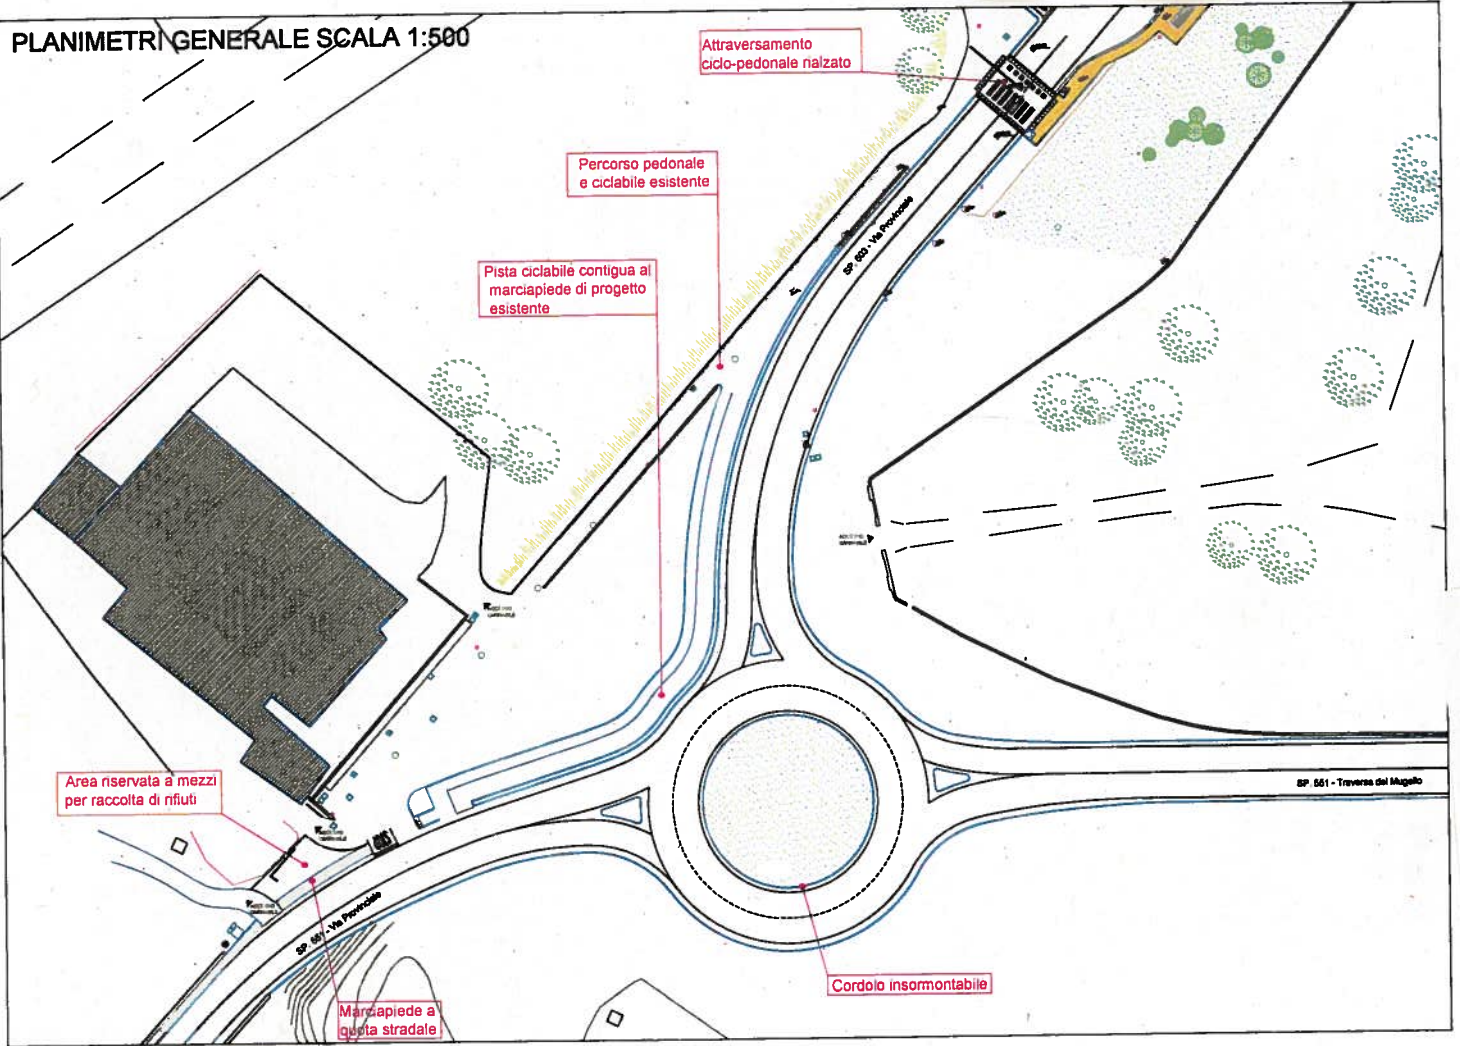 PLANIMETRI GENERALE SCALA 1:500
Attraversamento
ciclo-pedonale rialzato
Percorso pedonale
e ciclabile esistente
Pista ciclabile contigua al
marciapiede di progetto
esistente
SP. 503 - Via Provinciale
SP. 551 - Traversa del Mugello
Area riservata a mezzi
per raccolta di rifiuti
SP. 551 - Via Provinciale
Cordolo insormontabile
Marciapiede a
quota stradale